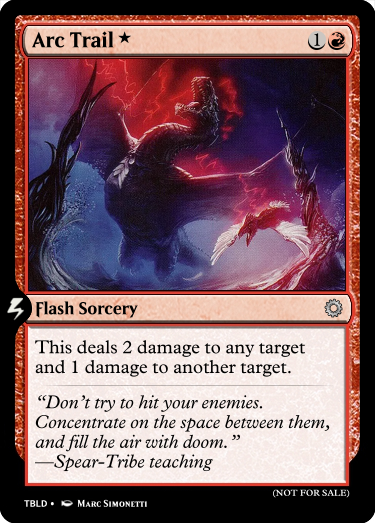 Arc Trail ★ 1
Flash Sorcery
This deals 2 damage to any target
and 1 damage to another target.
“Don’t try to hit your enemies.
Concentrate on the space between them,
and fill the air with doom.”
—Spear-Tribe teaching
TBLD • Marc Simonetti
(NOT FOR SALE)